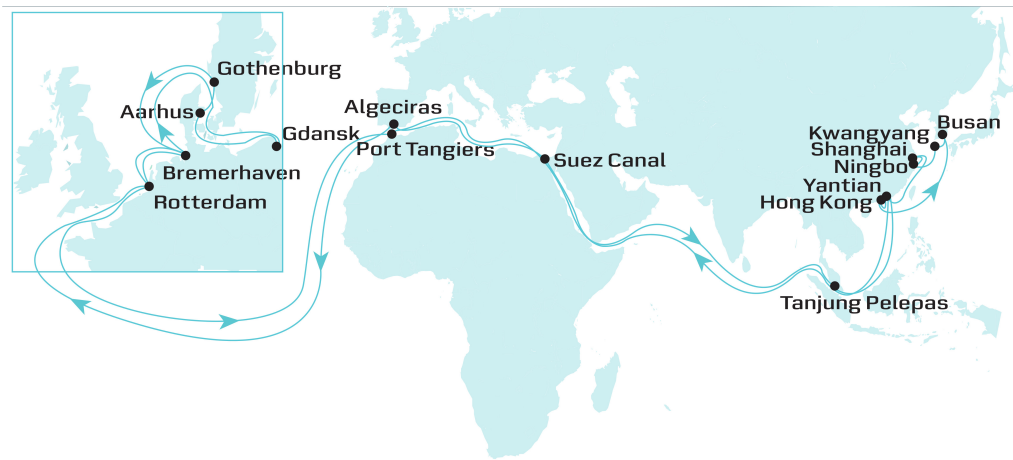 Gothenburg
Aarhus
Gdansk
Bremerhaven
Rotterdam
Algeciras
Port Tangiers
Suez Canal
Busan
Kwangyang
Shanghai
Ningbo
Yantian
Hong Kong
Tanjung Pelepas